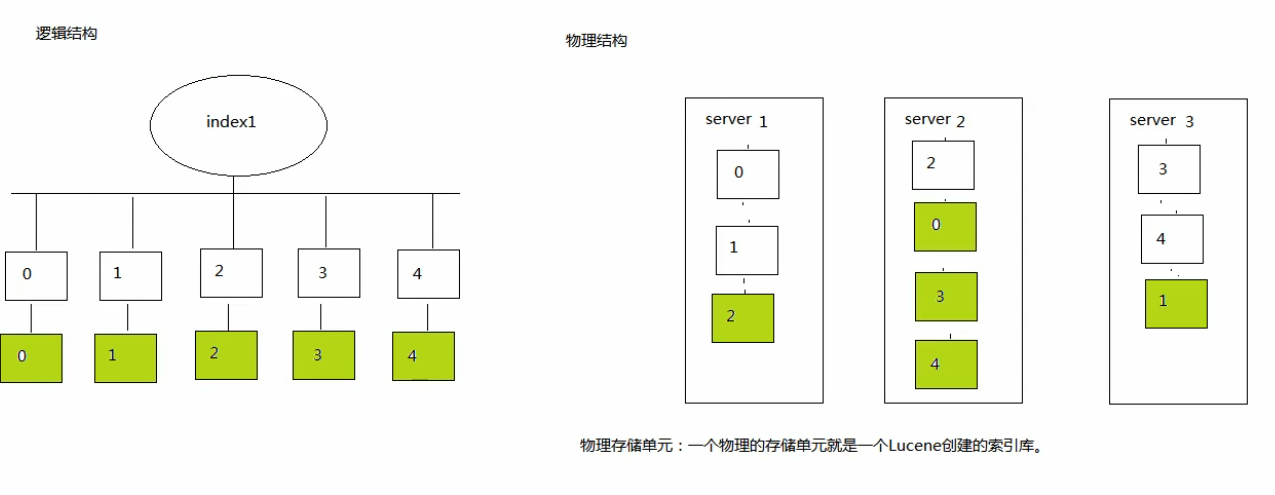 逻辑结构
index1
0 1 2 3 4
0 1 2 3 4
物理结构
server 1
0
1
2
server 2
2
0
3
4
server 3
3
4
1
物理存储单元：一个物理的存储单元就是一个Lucene创建的索引库。